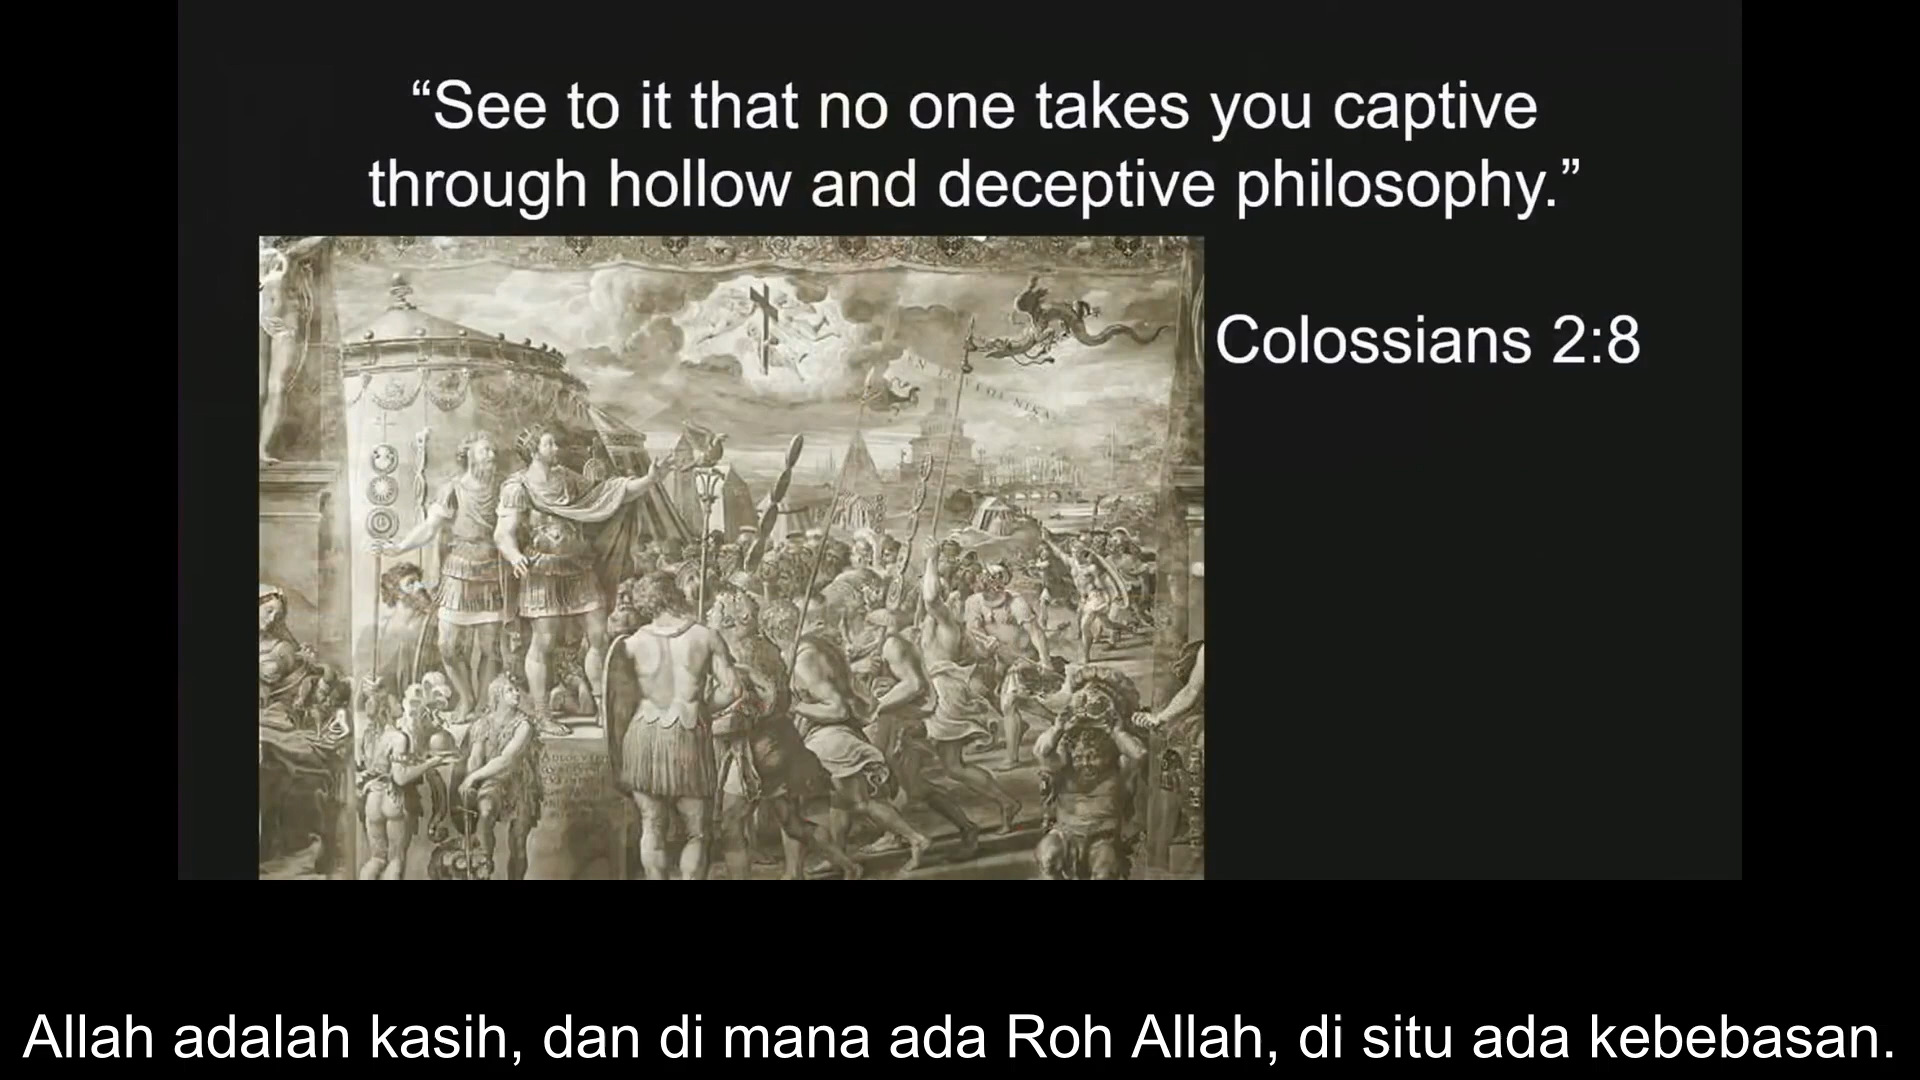 “See to it that no one takes you captive
through hollow and deceptive philosophy.”
Colossians 2:8
Allah adalah kasih, dan di mana ada Roh Allah, di situ ada kebebasan.